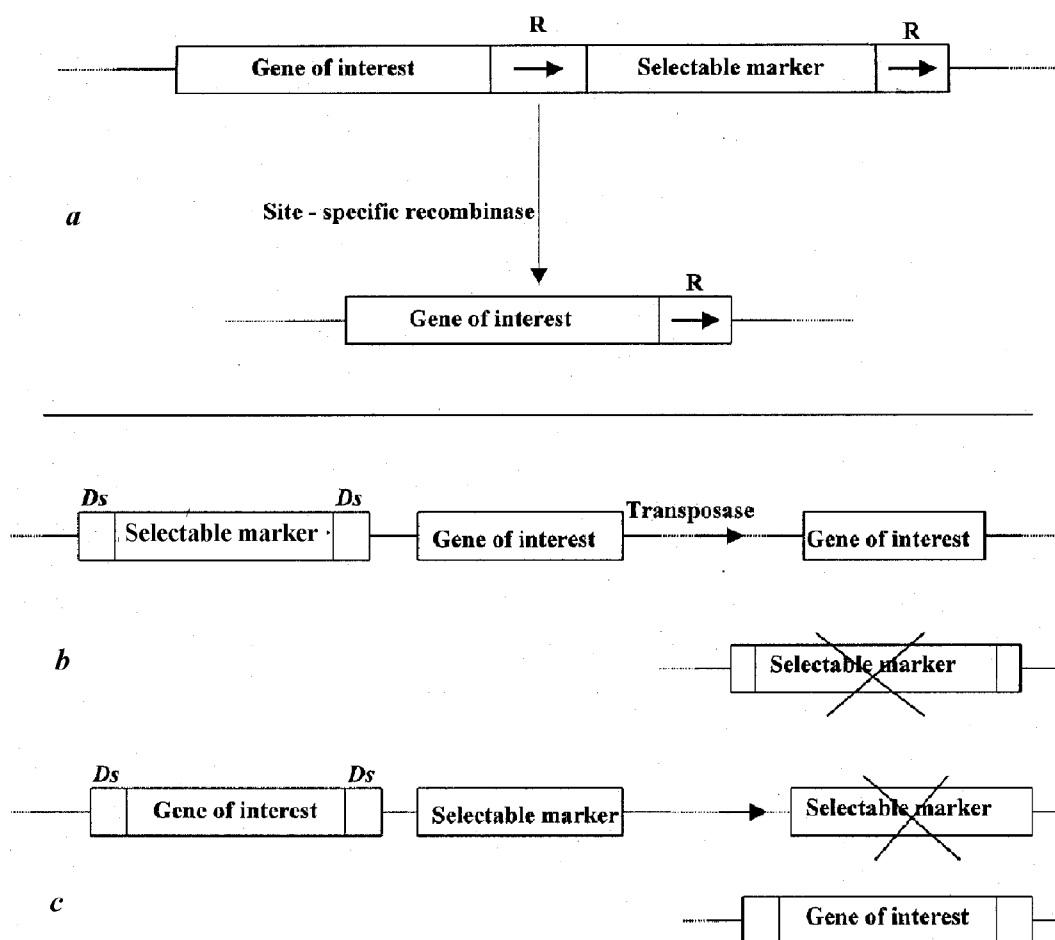 R
R
Gene of interest
Selectable marker
a
Site - specific recombinase
R
Gene of interest
Ds
Ds
Transposase
Selectable marker
Gene of interest
Gene of interest
b
Selectable marker
Ds
Ds
Gene of interest
Selectable marker
Selectable marker
c
Gene of interest